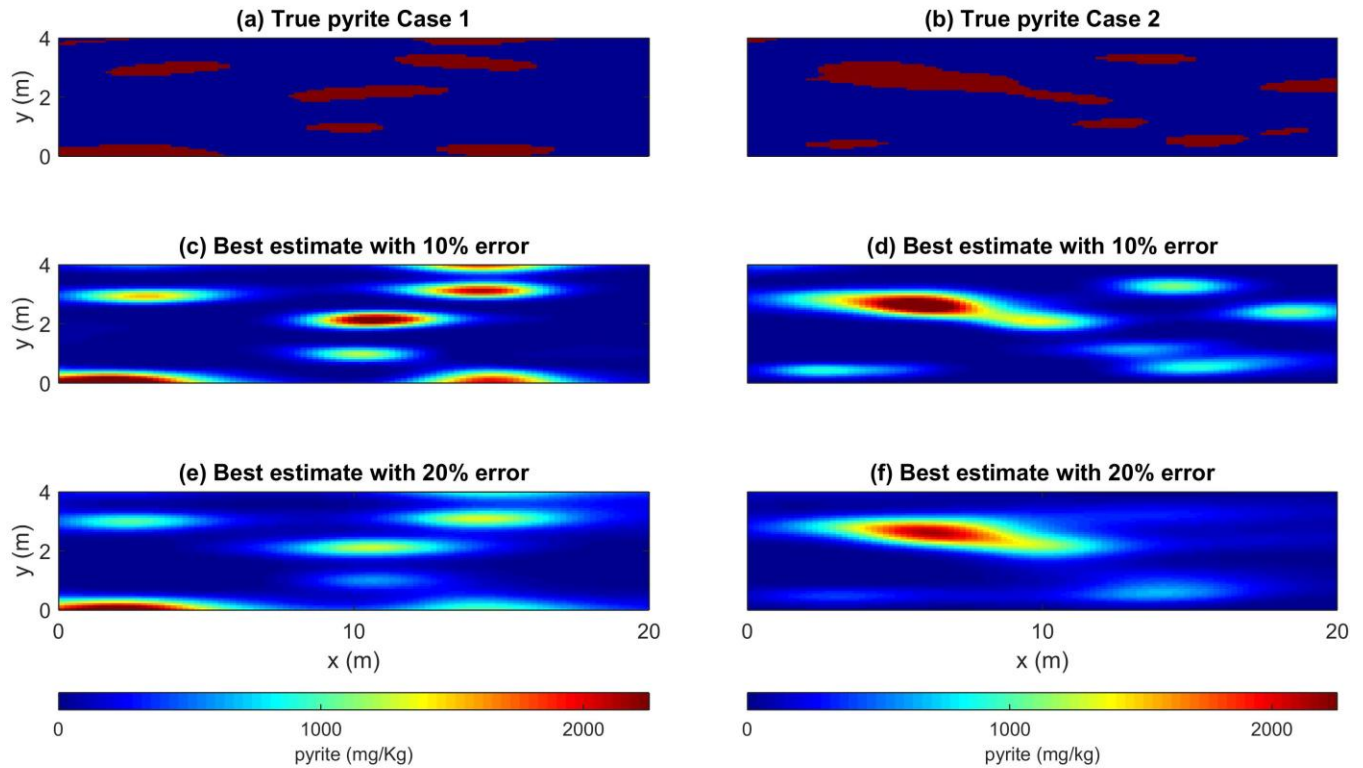 (a) True pyrite Case 1
(b) True pyrite Case 2
4
2
0
y (m)
(c) Best estimate with 10% error
(d) Best estimate with 10% error
4
2
0
y (m)
(e) Best estimate with 20% error
(f) Best estimate with 20% error
4
2
0
y (m)
0 10 20
x (m)
0 10 20
x (m)
0 1000 2000
pyrite (mg/Kg)
0 1000 2000
pyrite (mg/kg)